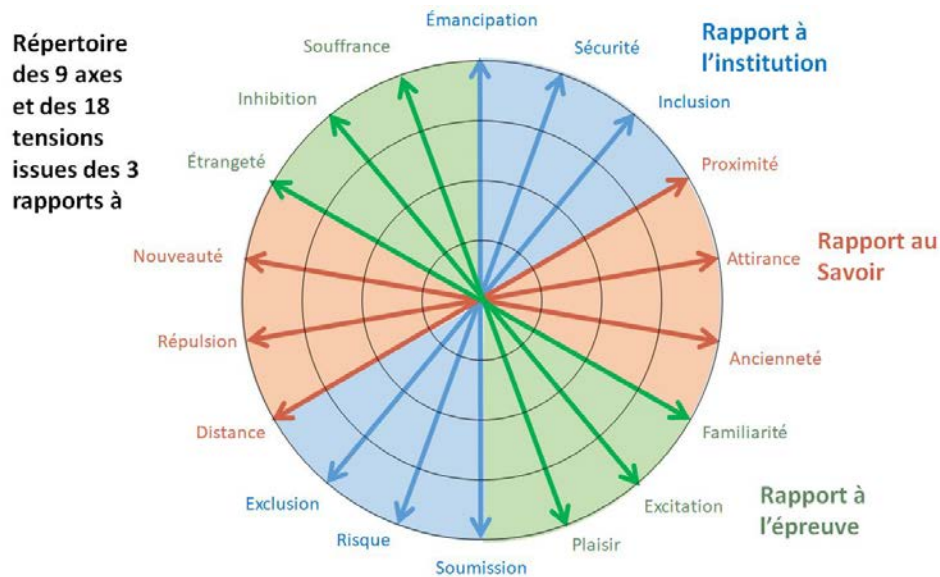 Répertoire
des 9 axes
et des 18
tensions
issues des 3
rapports à
Émancipation
Souffrance
Sécurité
Rapport à
l'institution
Inhibition
Inclusion
Étrangeté
Proximité
Nouveauté
Attirance
Rapport au
Savoir
Répulsion
Ancienneté
Distance
Familiarité
Exclusion
Excitation
Rapport à
l'épreuve
Risque
Plaisir
Soumission